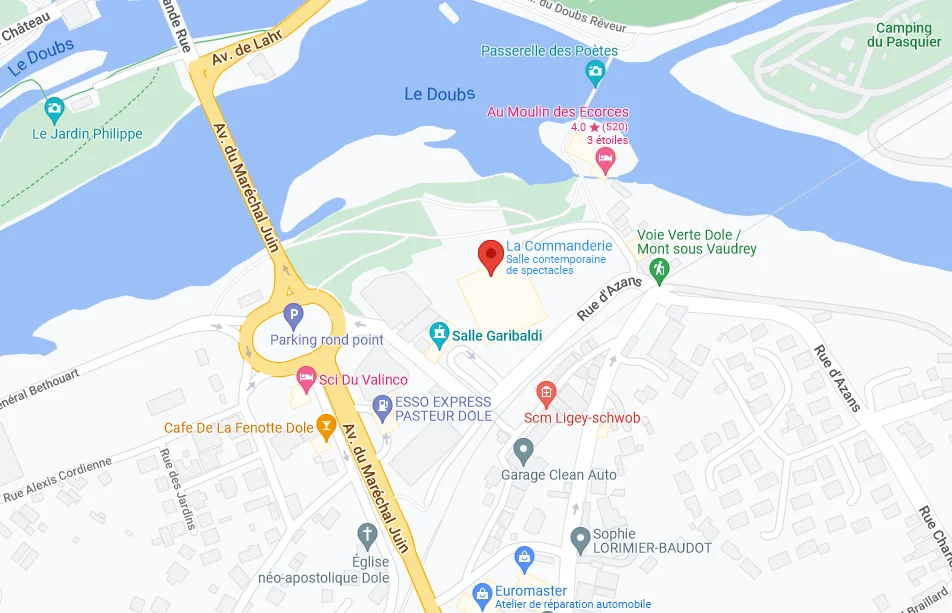 Château
Grande Rue
Av. de Lahr
du Doubs Rêveur
Camping
du Pasquier
Le Doubs
Passerelle des Poètes
Le Doubs
Au Moulin des Ecorces
4.0 ★ (520)
3 étoiles
Le Jardin Philippe
Av. du Maréchal Juin
Voie Verte Dole /
Mont sous Vaudrey
La Commanderie
Salle contemporaine
de spectacles
Rue d'Azans
P
Parking rond point
Salle Garibaldi
Rue d'Azans
Général Bethouart
Sci Du Valinco
ESSO EXPRESS
PASTEUR DOLE
Scm Ligey-schwob
Cafe De La Fenotte Dole
Av. du Maréchal Juin
Rue Alexis Cordienne
Rue des Jardins
Garage Clean Auto
Sophie
LORIMIER-BAUDOT
Église
néo-apostolique Dole
Euromaster
Atelier de réparation automobile
Rue Chan
Braillard